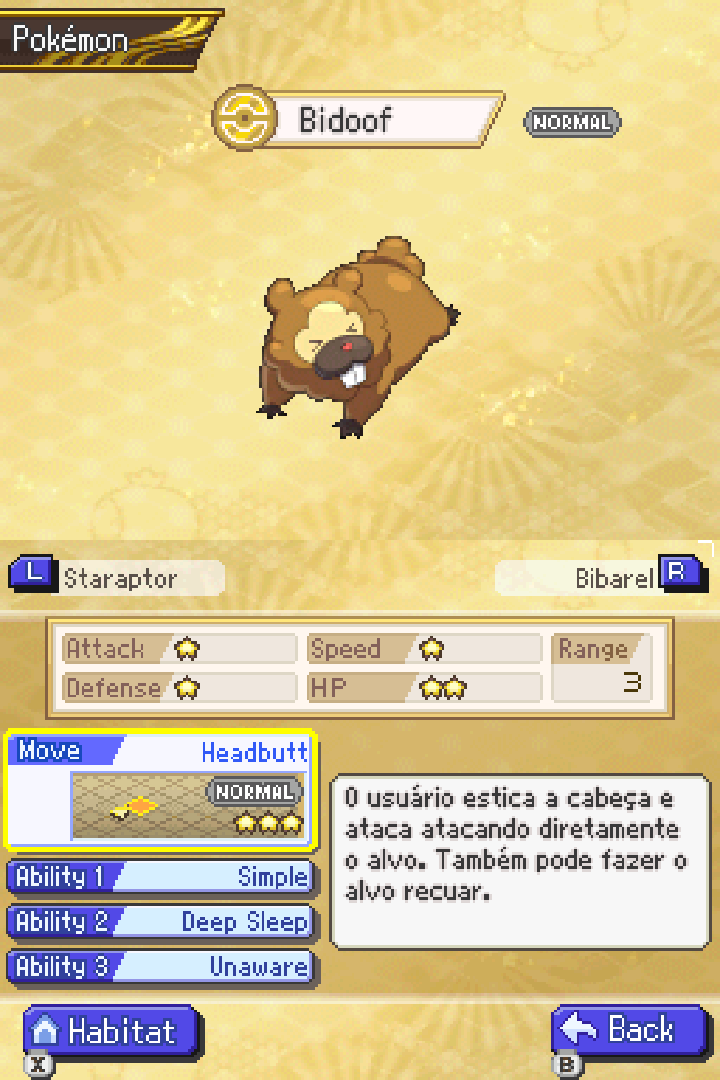 Pokémon
Bidoof
NORMAL
L Staraptor
Bibarel R
Attack
Speed
Range
Defense
HP
3
Move Headbutt
NORMAL
Ability 1 Simple
Ability 2 Deep Sleep
Ability 3 Unaware
O usuário estica a cabeça e
ataca atacando diretamente
o alvo. Também pode fazer o
alvo recuar.
Habitat
X
Back
B